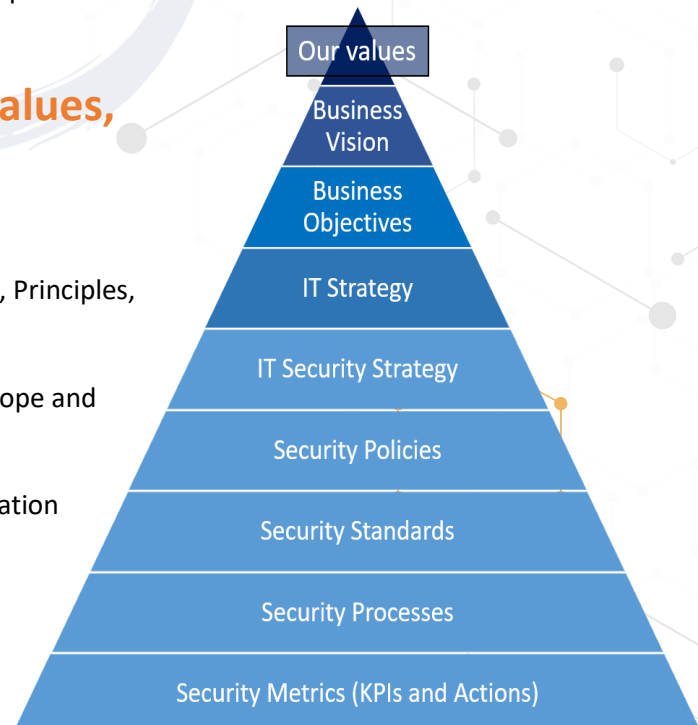 alues,
, Principles,
ope and
ation
Our values
Business
Vision
Business
Objectives
IT Strategy
IT Security Strategy
Security Policies
Security Standards
Security Processes
Security Metrics (KPIs and Actions)